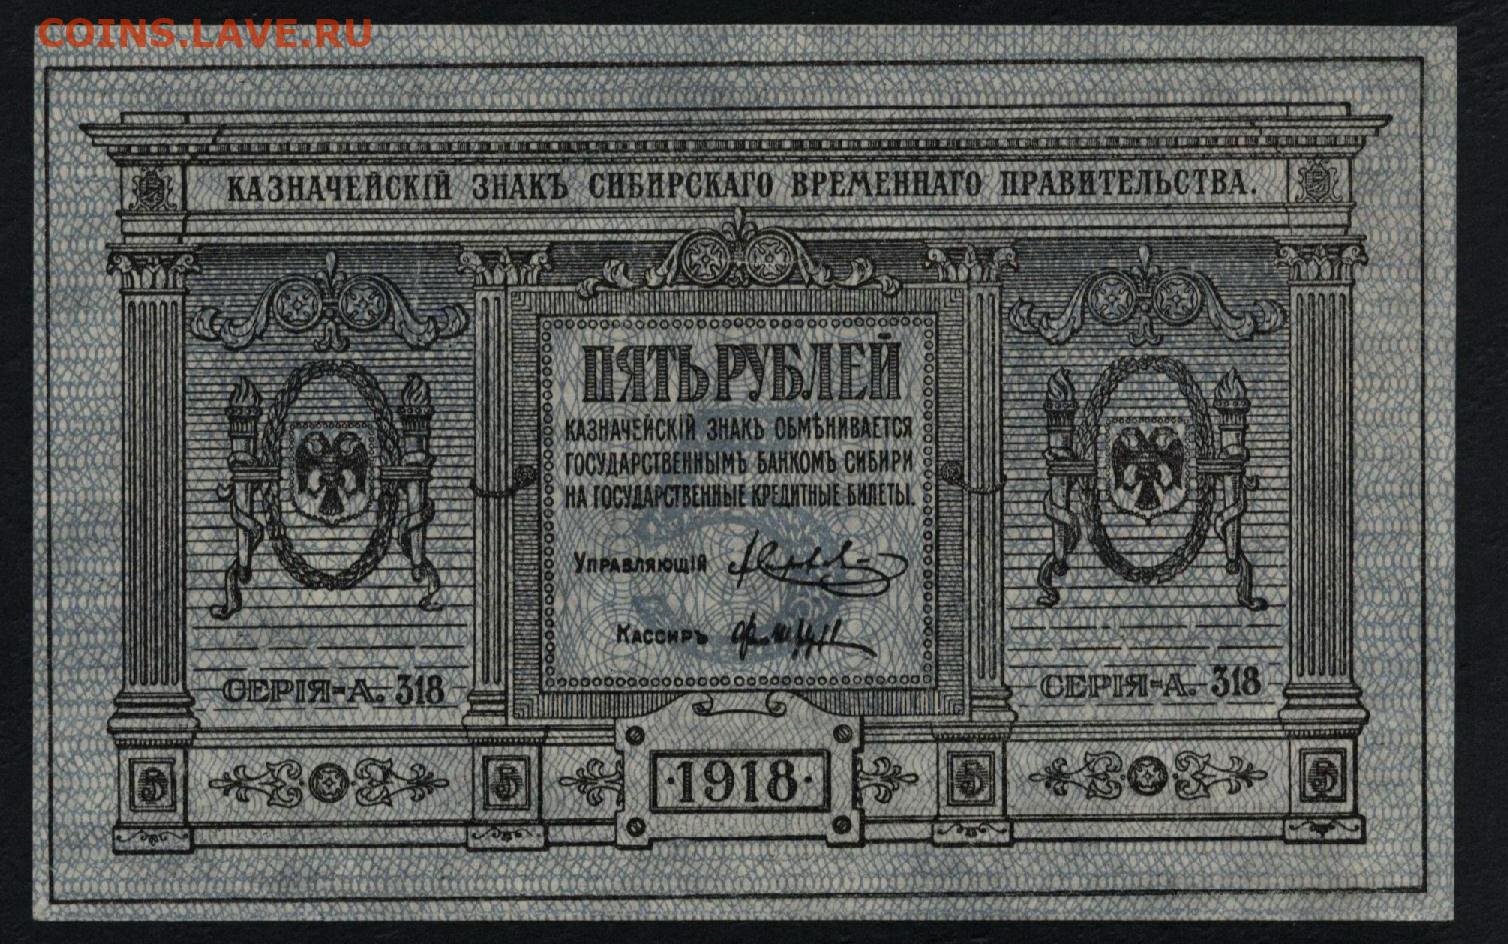 COINS.LAVE.RU
КАЗНАЧЕЙСКІЙ ЗНАКЪ СИБИРСКАГО ВРЕМЕННАГО ПРАВИТЕЛЬСТВА.
ПЯТЬ РУБЛЕЙ
КАЗНАЧЕЙСКІЙ ЗНАКЪ ОБМѢНИВАЕТСЯ
ГОСУДАРСТВЕННЫМЪ БАНКОМЪ СИБИРИ
НА ГОСУДАРСТВЕННЫЕ КРЕДИТНЫЕ БИЛЕТЫ.
УПРАВЛЯЮЩІЙ
КАССИРЪ
СЕРІЯ-А. 318
СЕРІЯ-А. 318
5
5
·1918·
5
5